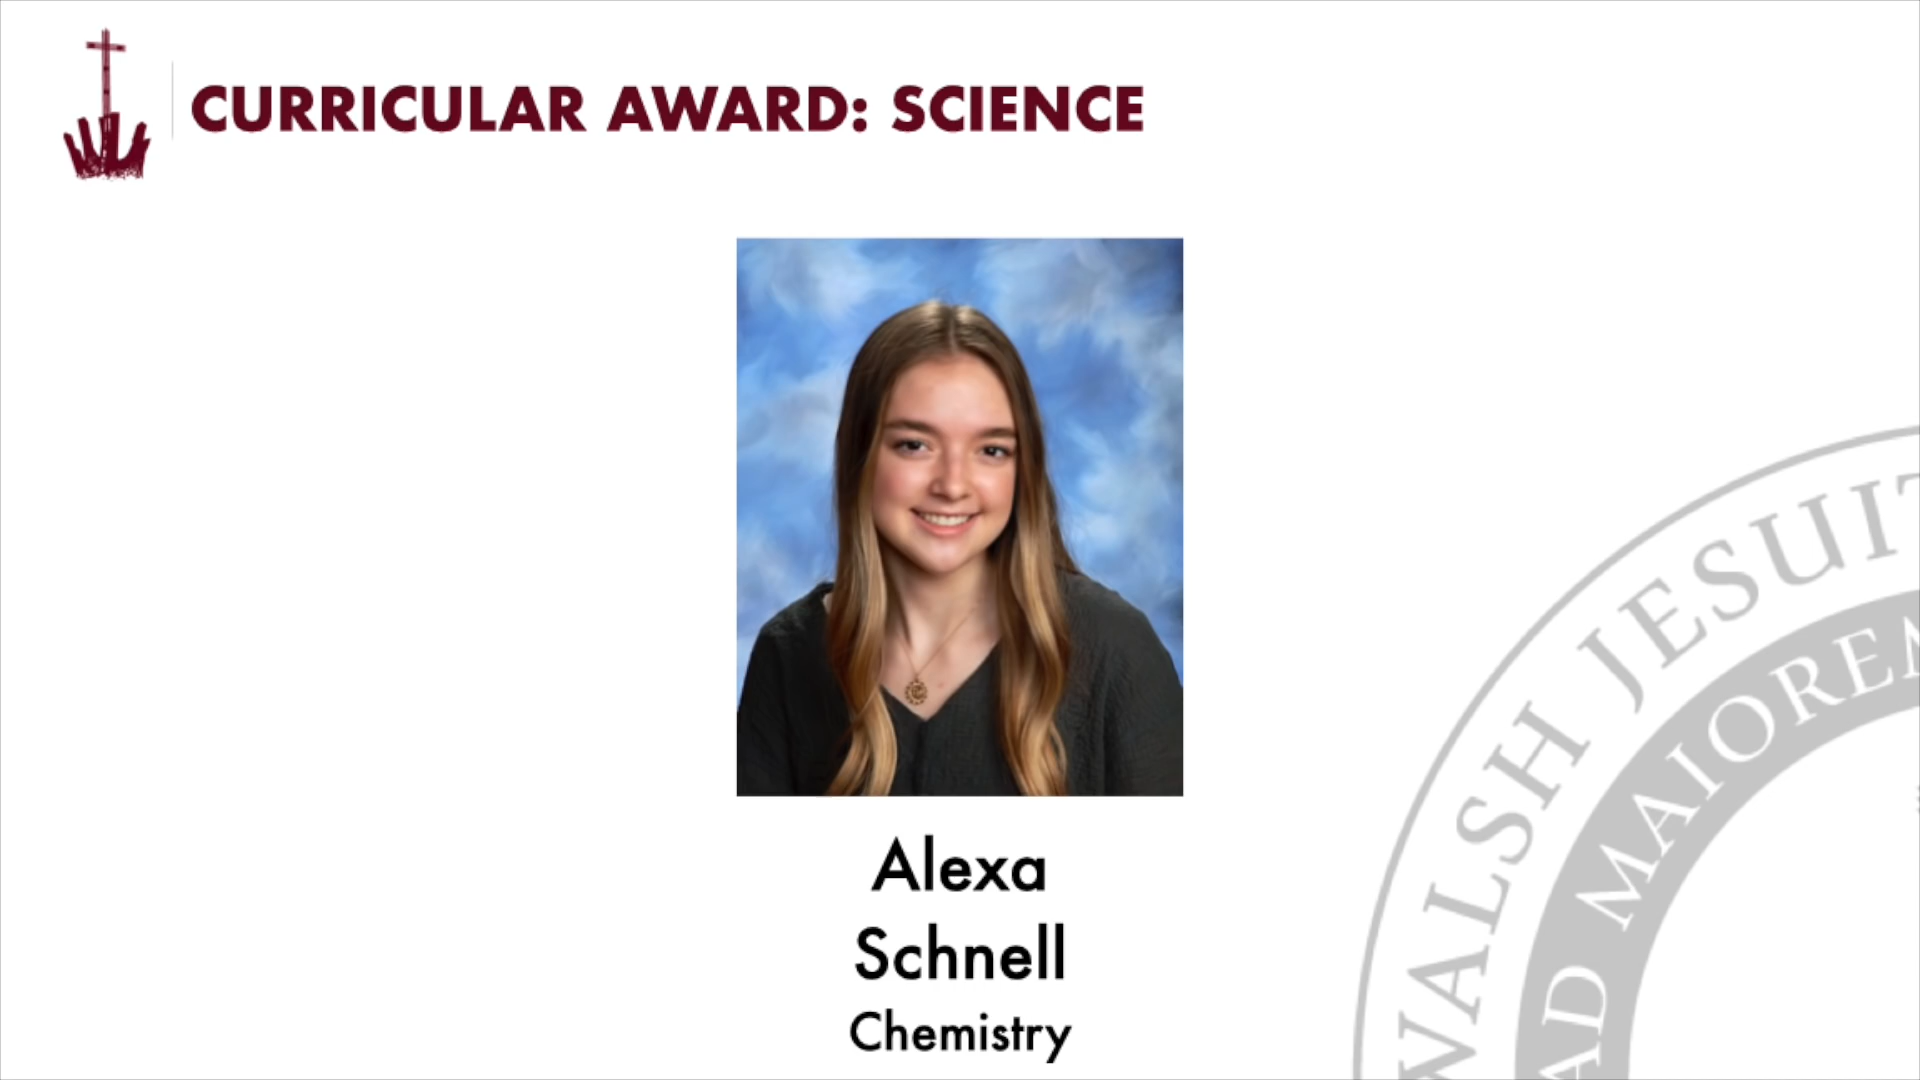 CURRICULAR AWARD: SCIENCE
Alexa
Schnell
Chemistry
WALSH JESUIT
AD MAIOREM